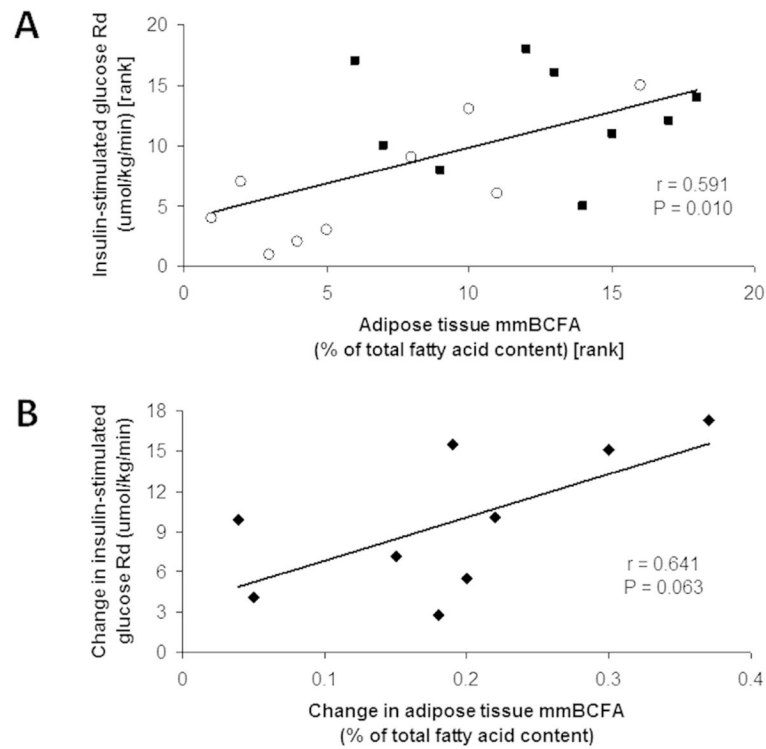 A
Insulin-stimulated glucose Rd
(umol/kg/min) [rank]
20
15
10
5
0
0 5 10 15 20
r = 0.591
P = 0.010
Adipose tissue mmBCFA
(% of total fatty acid content) [rank]
B
Change in insulin-stimulated
glucose Rd (umol/kg/min)
18
15
12
9
6
3
0
0 0.1 0.2 0.3 0.4
r = 0.641
P = 0.063
Change in adipose tissue mmBCFA
(% of total fatty acid content)